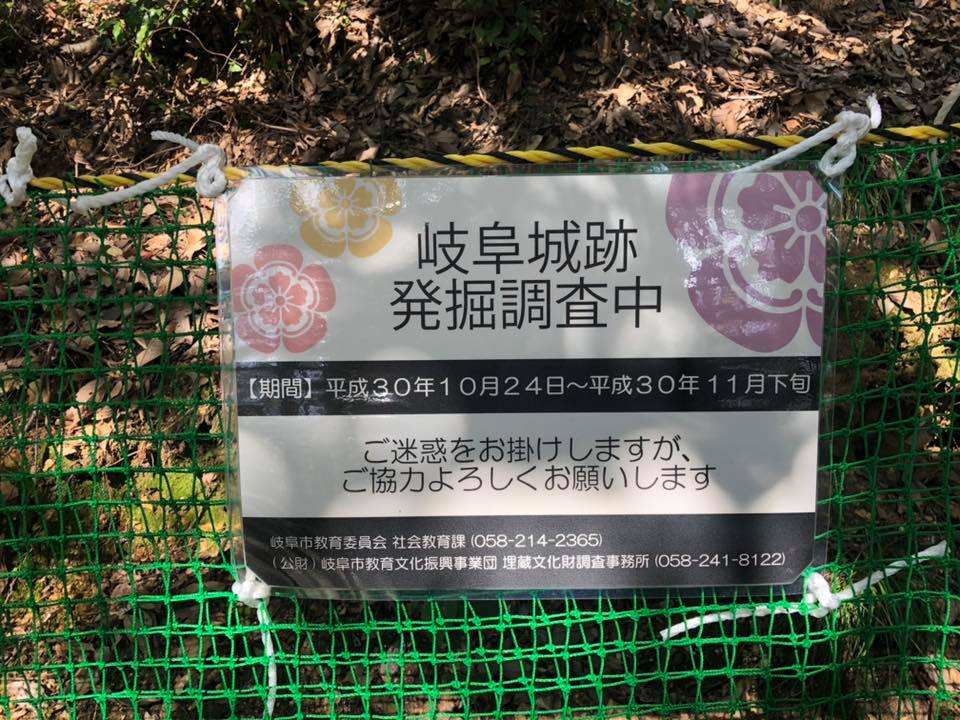 岐阜城跡
発掘調査中
【期間】平成30年10月24日～平成30年11月下旬
ご迷惑をお掛けしますが、
ご協力よろしくお願いします
岐阜市教育委員会 社会教育課 (058-214-2365)
(公財) 岐阜市教育文化振興事業団 埋蔵文化財調査事務所 (058-241-8122)